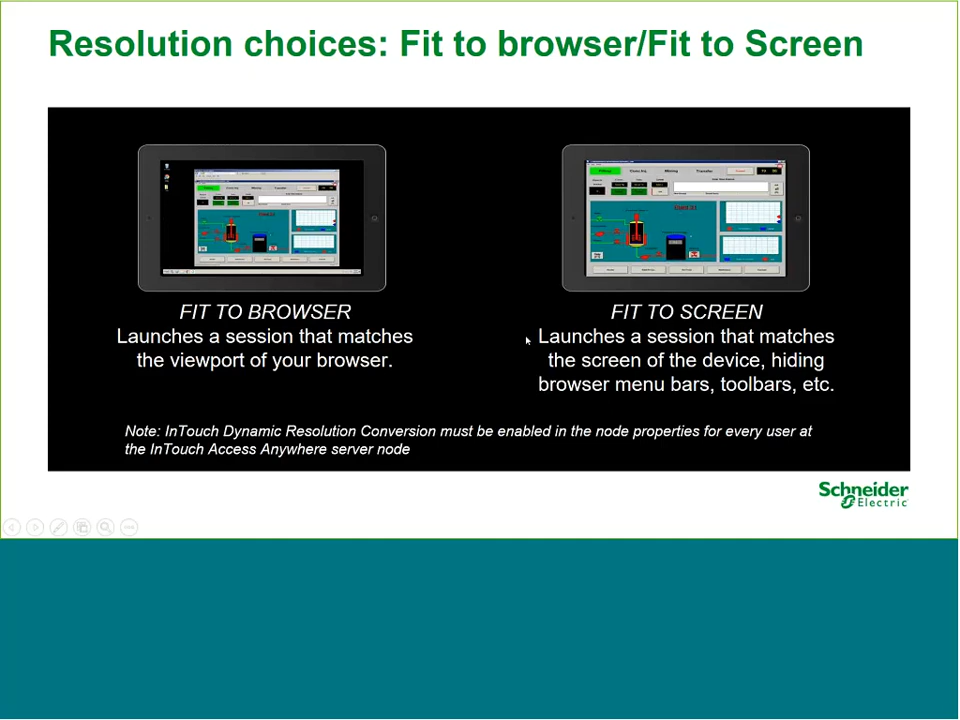 Resolution choices: Fit to browser/Fit to Screen
FIT TO BROWSER
Launches a session that matches
the viewport of your browser.
FIT TO SCREEN
Launches a session that matches
the screen of the device, hiding
browser menu bars, toolbars, etc.
Note: InTouch Dynamic Resolution Conversion must be enabled in the node properties for every user at
the InTouch Access Anywhere server node
Schneider
Electric